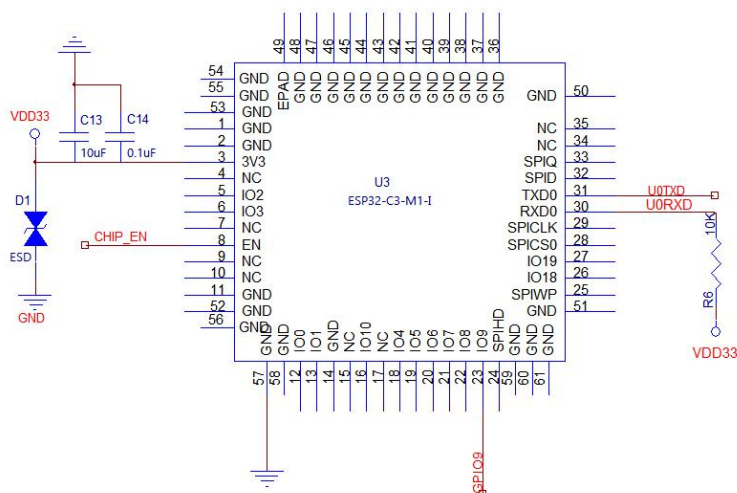 49 48 47 46 45 44 43 42 41 40 39 38 37 36
EPAD GND GND GND GND GND GND GND GND GND GND GND GND GND
54 GND
55 GND
53 GND
1 GND
2 GND
3 3V3
4 NC
5 IO2
6 IO3
7 NC
8 EN
9 NC
10 NC
11 GND
52 GND
56 GND
VDD33
C13
10uF
C14
0.1uF
D1
ESD
GND
CHIP_EN
U3
ESP32-C3-M1-I
GND 50
NC 35
NC 34
SPIQ 33
SPID 32
TXD0 31
RXD0 30
SPICLK 29
SPICS0 28
IO19 27
IO18 26
SPIWP 25
GND 51
U0TXD
U0RXD
10K
R6
VDD33
GND GND IO0 IO1 GND NC IO10 NC IO4 IO5 IO6 IO7 IO8 IO9 SPIHD GND GND GND
57 58 12 13 14 15 16 17 18 19 20 21 22 23 24 59 60 61
GPIO9